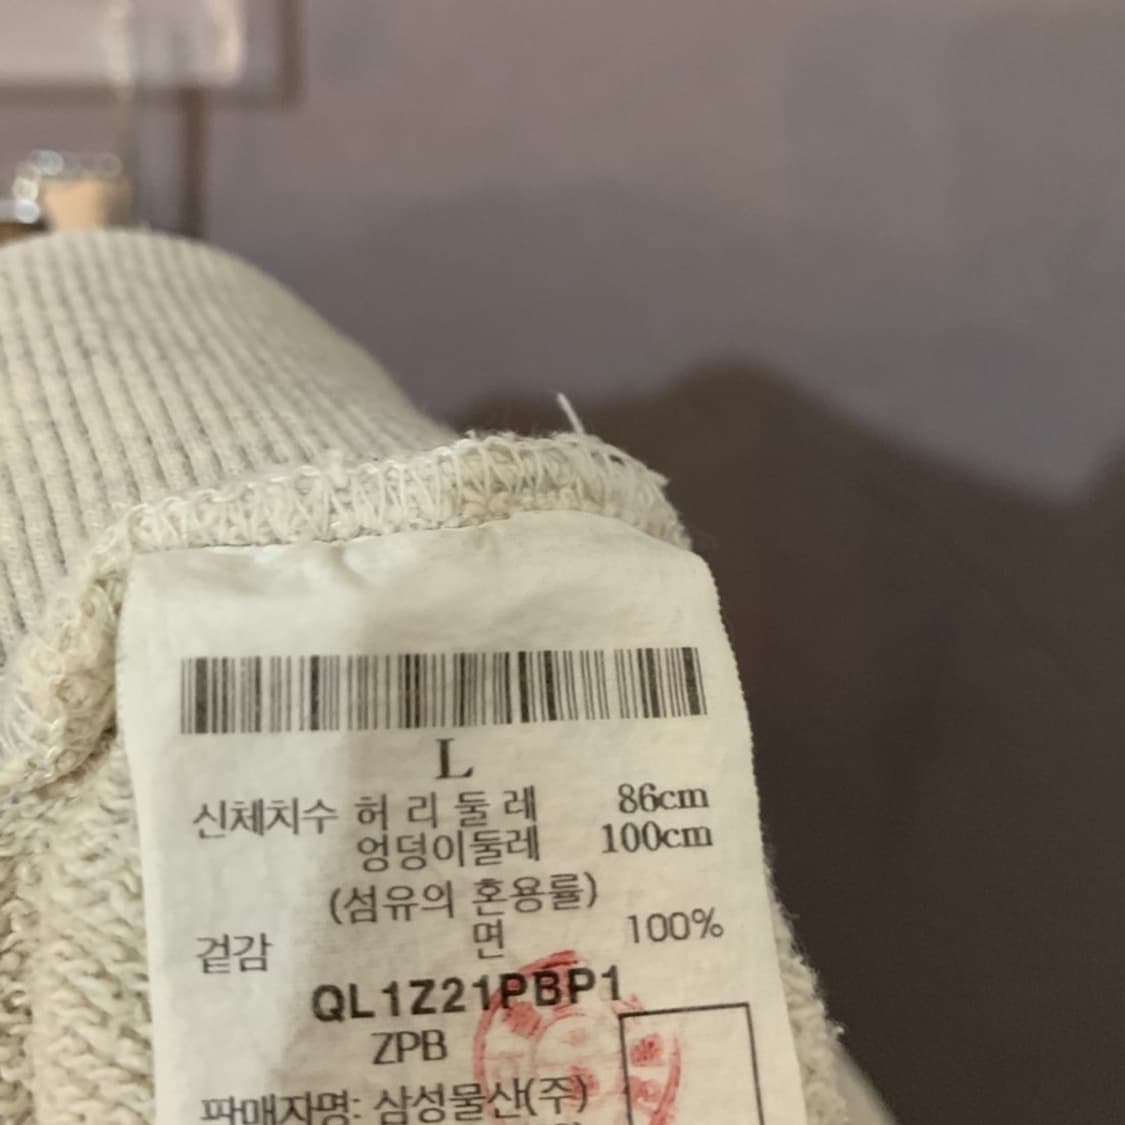 L
신체치수 허 리 둘 레 86cm
엉덩이둘레 100cm
(섬유의 혼용률)
겉감 면 100%
QL1Z21PBP1
ZPB
판매자명: 삼성물산(주)